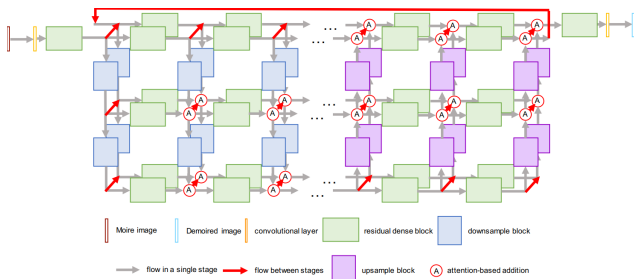 A A A
... A A A
...
A A A A A
A A ... A A A
...
A A ...
A A ...
Moire image Demoired image convolutional layer residual dense block downsample block
flow in a single stage flow between stages upsample block A attention-based addition